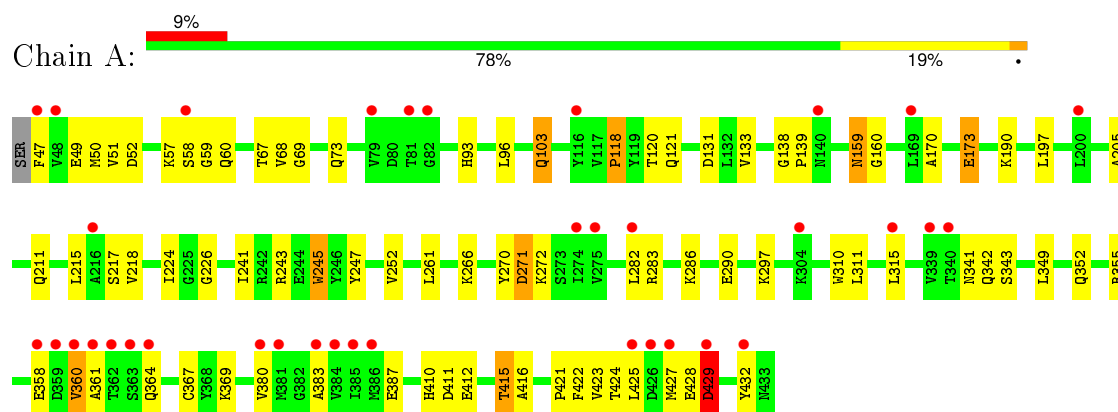 9%
Chain A:
78% 19% •
SER F47 V48 E49 M50 V51 D52 K57 S58 G59 Q60 T67 V68 G69 Q73 V79 D80 T81 G82 H93 L96 Q103 V116 V117 P118 Y119 T120 Q121 D131 L132 V133 G138 P139 N140 N159 G160 L169 A170 E173 K190 L197 L200 A205
Q211 L215 A216 S217 V218 I224 G225 G226 I241 R242 R243 E244 W245 Y246 Y247 V252 L261 K266 Y270 D271 K272 S273 I274 V275 L282 R283 K286 E290 K297 K304 W310 L311 L315 V339 T340 N341 Q342 S343 L349 Q352
E358 D359 V360 A361 T362 S363 Q364 C367 Y368 K369 V380 M381 G382 A383 V384 I385 M386 E387 H410 D411 E412 T415 A416 P421 F422 V423 T424 L425 D426 M427 E428 D429 Y432 N433